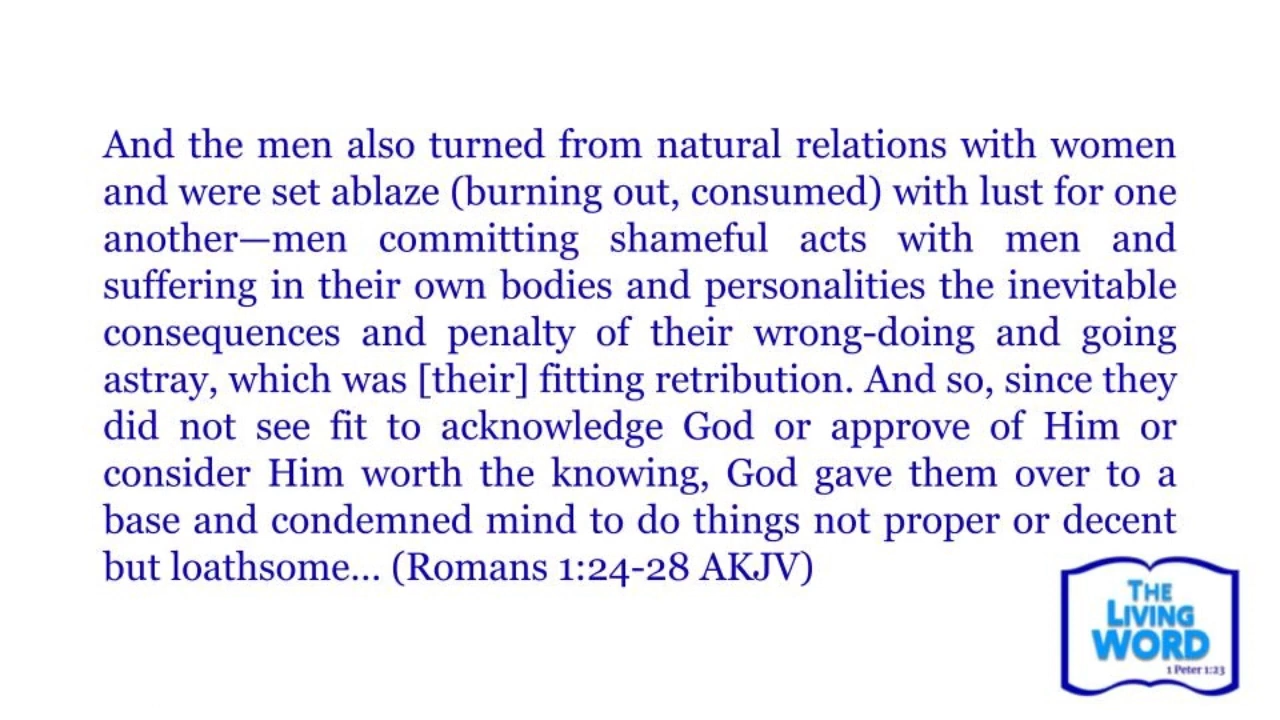 And the men also turned from natural relations with women
and were set ablaze (burning out, consumed) with lust for one
another—men committing shameful acts with men and
suffering in their own bodies and personalities the inevitable
consequences and penalty of their wrong-doing and going
astray, which was [their] fitting retribution. And so, since they
did not see fit to acknowledge God or approve of Him or
consider Him worth the knowing, God gave them over to a
base and condemned mind to do things not proper or decent
but loathsome... (Romans 1:24-28 AKJV)
THE
LIVING
WORD
1 Peter 1:23